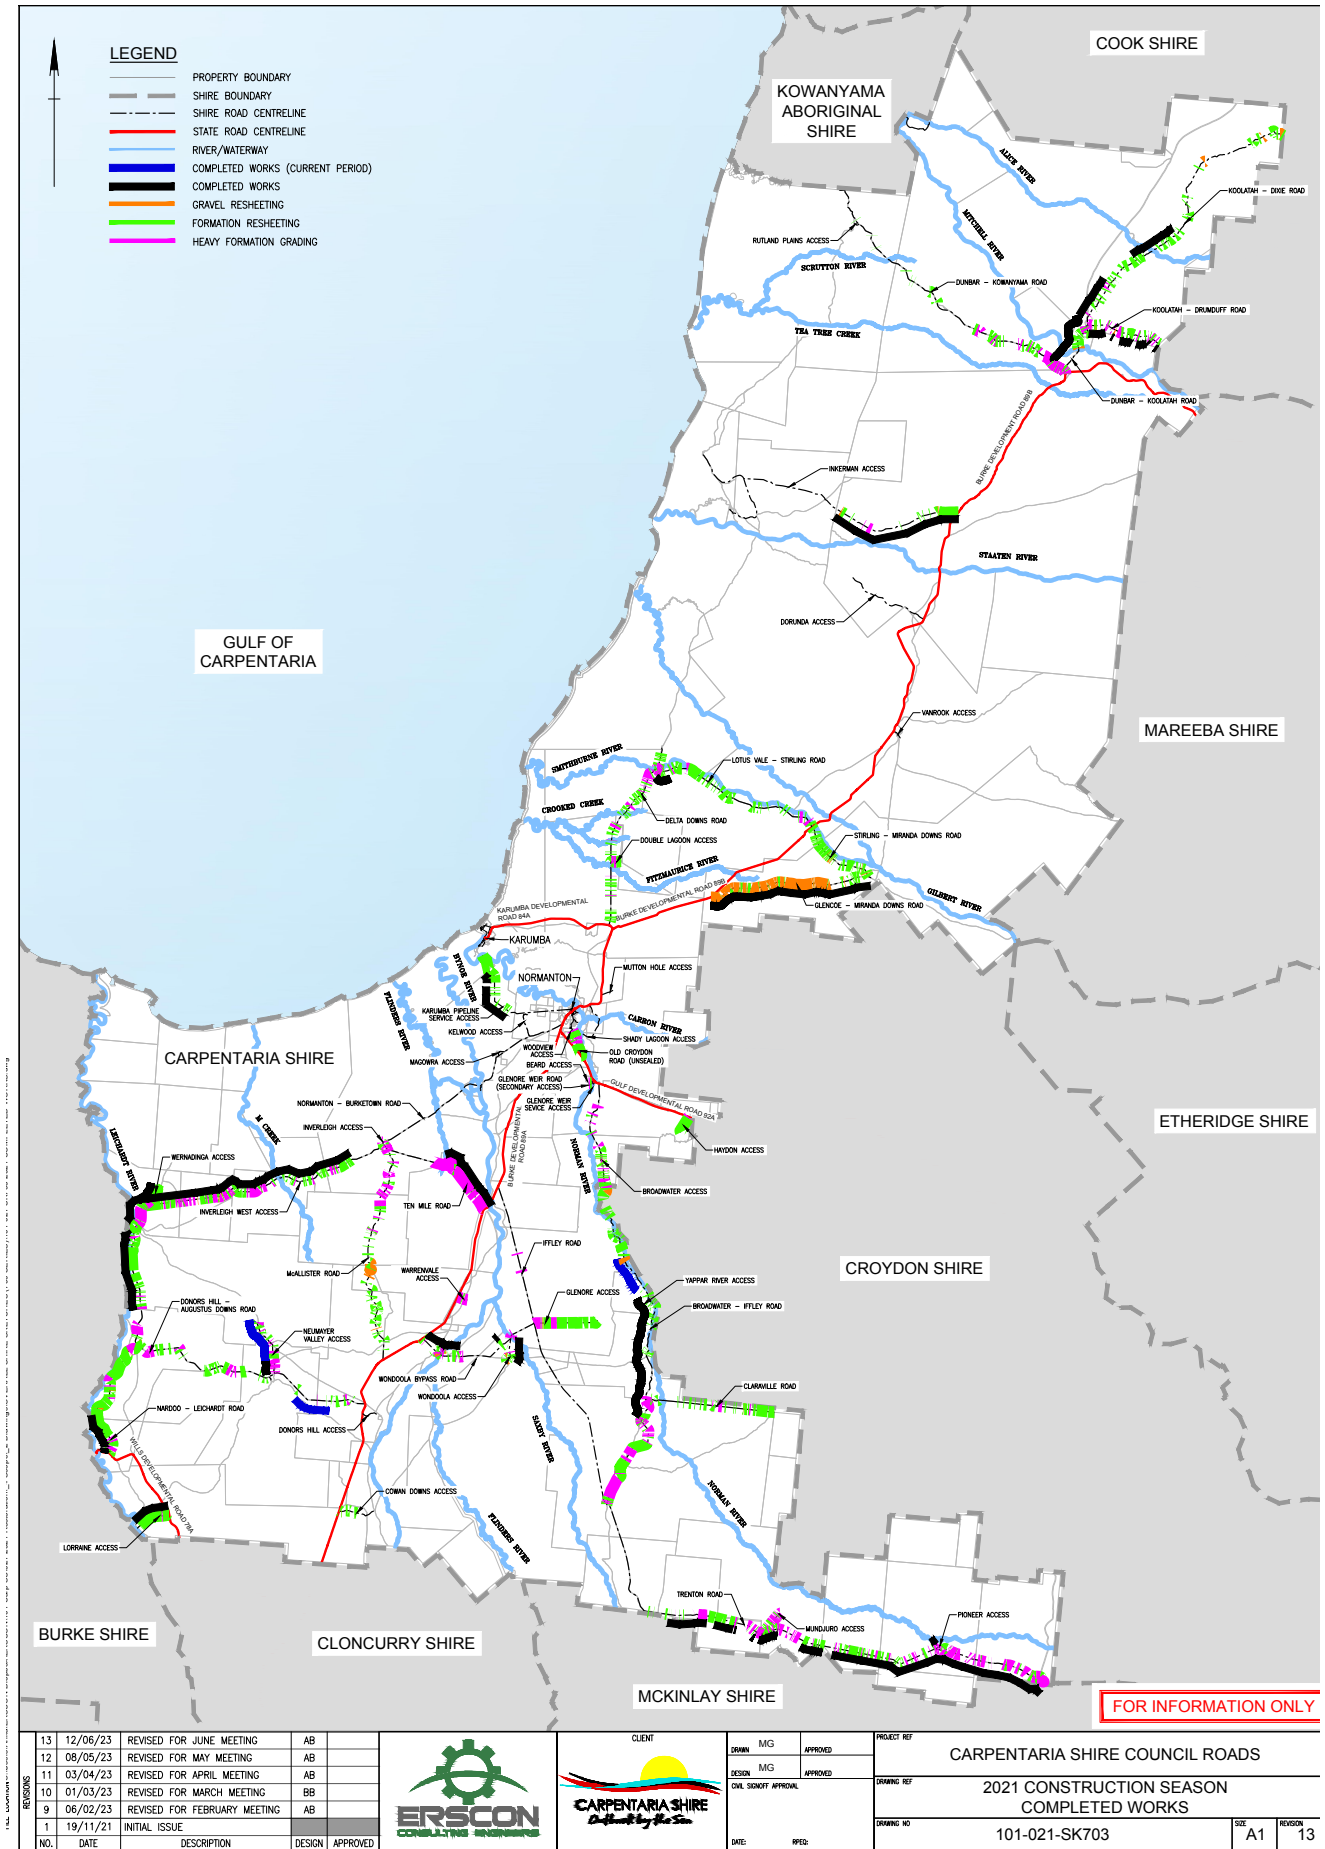 LEGEND
PROPERTY BOUNDARY
SHIRE BOUNDARY
SHIRE ROAD CENTRELINE
STATE ROAD CENTRELINE
RIVER/WATERWAY
COMPLETED WORKS (CURRENT PERIOD)
COMPLETED WORKS
GRAVEL RESHEETING
FORMATION RESHEETING
HEAVY FORMATION GRADING
COOK SHIRE
KOWANYAMA
ABORIGINAL
SHIRE
ALICE RIVER
KOOLATAH - DIXIE ROAD
MITCHELL RIVER
RUTLAND PLAINS ACCESS
SCRUTTON RIVER
DUNBAR - KOWANYAMA ROAD
KOOLATAH - DRUMDUFF ROAD
TEA TREE CREEK
DUNBAR - KOOLATAH ROAD
BURKE DEVELOPMENT ROAD 89B
INKERMAN ACCESS
STAATEN RIVER
DORUNDA ACCESS
GULF OF
CARPENTARIA
VANROOK ACCESS
MAREEBA SHIRE
SMITHBURNE RIVER
LOTUS VALE - STIRLING ROAD
CROOKED CREEK
DELTA DOWNS ROAD
DOUBLE LAGOON ACCESS
STIRLING - MIRANDA DOWNS ROAD
FITZMAURICE RIVER
GILBERT RIVER
BURKE DEVELOPMENTAL ROAD 89B
GLENCOE - MIRANDA DOWNS ROAD
KARUMBA DEVELOPMENTAL
ROAD 84A
KARUMBA
BYNOE RIVER
NORMANTON
MUTTON HOLE ACCESS
FLINDERS RIVER
KARUMBA PIPELINE
SERVICE ACCESS
KELWOOD ACCESS
CARRON RIVER
SHADY LAGOON ACCESS
WOODVIEW
ACCESS
OLD CROYDON
ROAD (UNSEALED)
CARPENTARIA SHIRE
MAGOWRA ACCESS
BEARD ACCESS
GLENORE WEIR ROAD
(SECONDARY ACCESS)
GLENORE WEIR
SEVICE ACCESS
GULF DEVELOPMENTAL ROAD 92A
NORMANTON - BURKETOWN ROAD
INVERLEIGH ACCESS
M CREEK
BURKE DEVELOPMENTAL
ROAD 89A
ETHERIDGE SHIRE
LEICHARDT RIVER
WERNADINGA ACCESS
NORMAN RIVER
HAYDON ACCESS
BROADWATER ACCESS
INVERLEIGH WEST ACCESS
TEN MILE ROAD
IFFLEY ROAD
McALLISTER ROAD
WARRENVALE
ACCESS
CROYDON SHIRE
YAPPAR RIVER ACCESS
GLENORE ACCESS
BROADWATER - IFFLEY ROAD
DONORS HILL -
AUGUSTUS DOWNS ROAD
NEUMAYER
VALLEY ACCESS
WONDOOLA BYPASS ROAD
WONDOOLA ACCESS
CLARAVILLE ROAD
NARDOO - LEICHARDT ROAD
DONORS HILL ACCESS
SAXBY RIVER
WILLS DEVELOPMENTAL ROAD 78A
COWAN DOWNS ACCESS
NORMAN RIVER
FLINDERS RIVER
LORRAINE ACCESS
TRENTON ROAD
MUNDJURO ACCESS
PIONEER ACCESS
BURKE SHIRE
CLONCURRY SHIRE
MCKINLAY SHIRE
FOR INFORMATION ONLY
REVISIONS
13 12/06/23 REVISED FOR JUNE MEETING AB
12 08/05/23 REVISED FOR MAY MEETING AB
11 03/04/23 REVISED FOR APRIL MEETING AB
10 01/03/23 REVISED FOR MARCH MEETING BB
9 06/02/23 REVISED FOR FEBRUARY MEETING AB
1 19/11/21 INITIAL ISSUE
NO. DATE DESCRIPTION DESIGN APPROVED
ERSCON
CONSULTING ENGINEERS
CLIENT
CARPENTARIA SHIRE
Outback by the Sea
DRAWN MG APPROVED
DESIGN MG APPROVED
CIVIL SIGNOFF APPROVAL
DATE: RPEQ:
PROJECT REF
CARPENTARIA SHIRE COUNCIL ROADS
DRAWING REF
2021 CONSTRUCTION SEASON
COMPLETED WORKS
DRAWING NO
101-021-SK703
SIZE
A1
REVISION
13